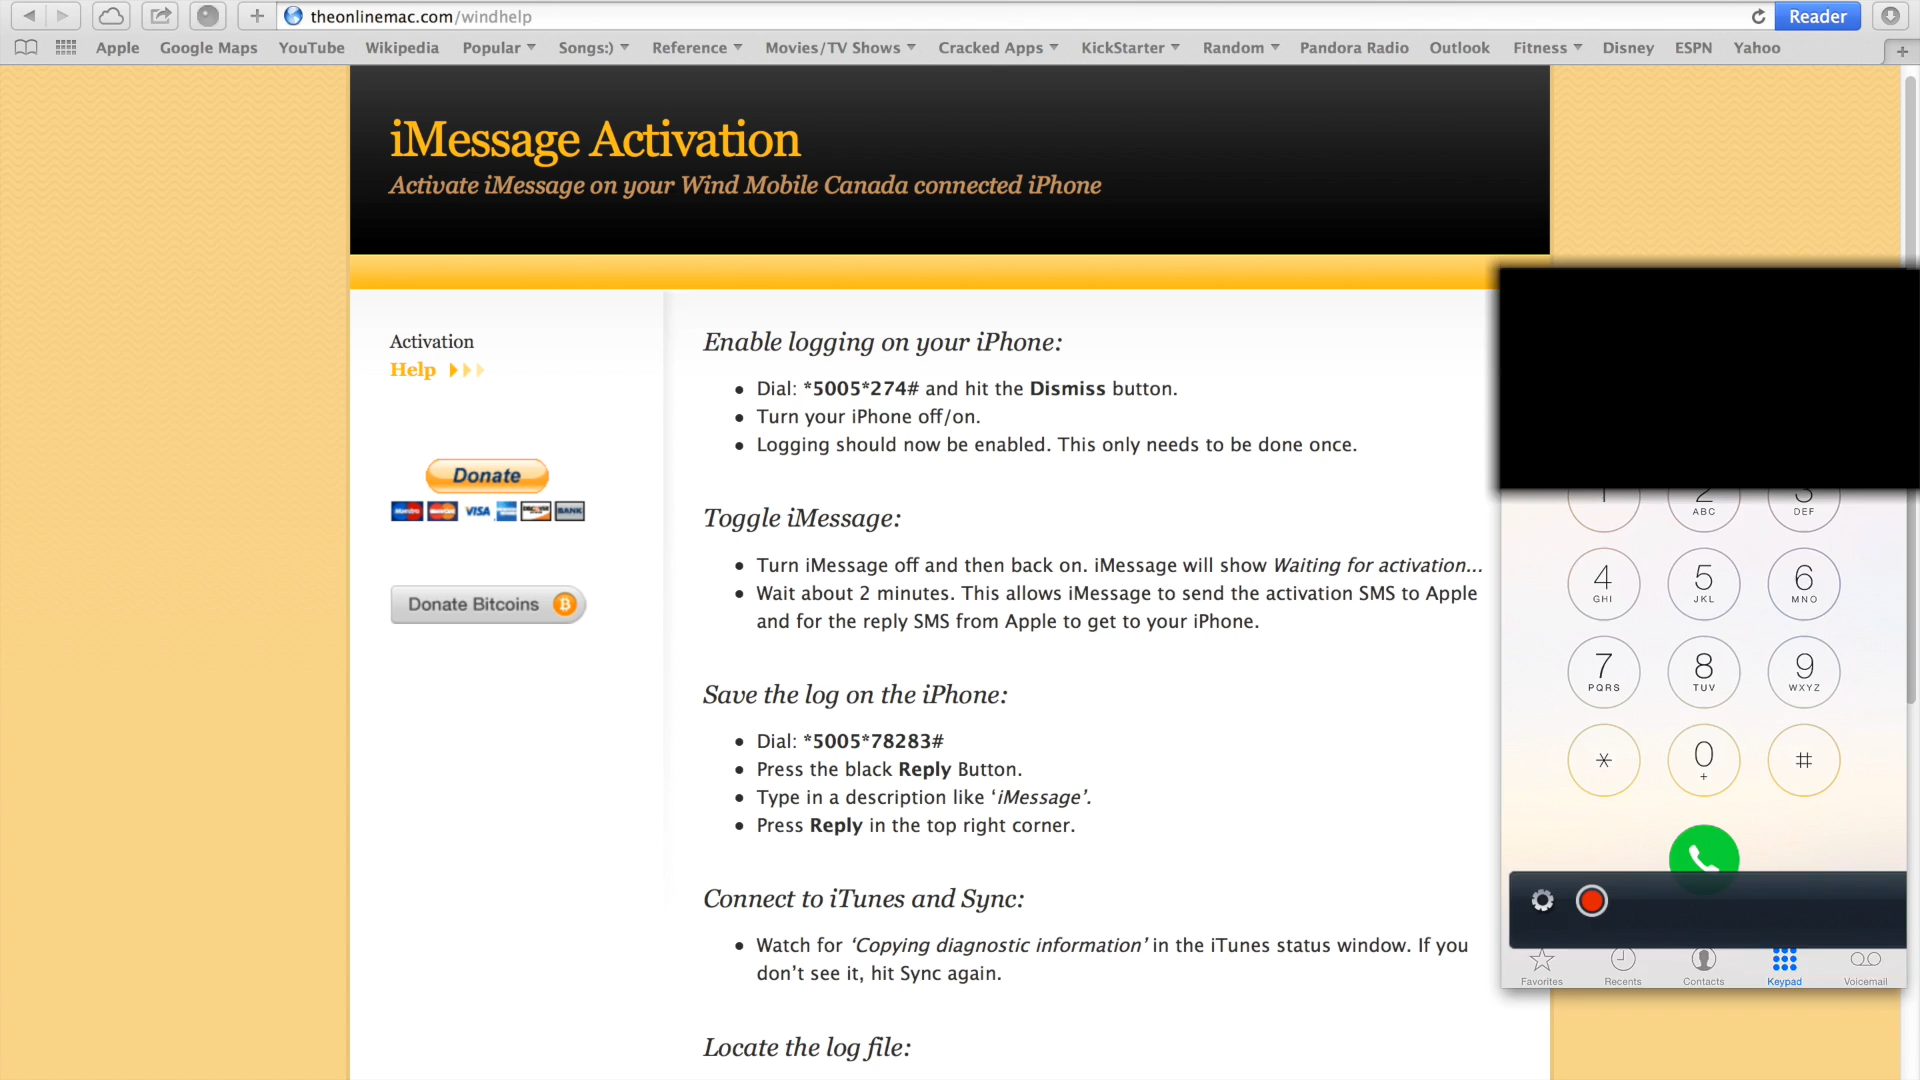 theonlinemac.com/windhelp
Reader
Apple Google Maps YouTube Wikipedia Popular Songs:) Reference Movies/TV Shows Cracked Apps KickStarter Random Pandora Radio Outlook Fitness Disney ESPN Yahoo
iMessage Activation
Activate iMessage on your Wind Mobile Canada connected iPhone
Activation
Help
Donate
Maestro MasterCard VISA DISCOVER BANK
Donate Bitcoins
Enable logging on your iPhone:
• Dial: *5005*274# and hit the Dismiss button.
• Turn your iPhone off/on.
• Logging should now be enabled. This only needs to be done once.
Toggle iMessage:
• Turn iMessage off and then back on. iMessage will show Waiting for activation...
• Wait about 2 minutes. This allows iMessage to send the activation SMS to Apple
and for the reply SMS from Apple to get to your iPhone.
Save the log on the iPhone:
• Dial: *5005*78283#
• Press the black Reply Button.
• Type in a description like ‘iMessage’.
• Press Reply in the top right corner.
Connect to iTunes and Sync:
• Watch for ‘Copying diagnostic information’ in the iTunes status window. If you
don’t see it, hit Sync again.
Locate the log file:
1 2 3
ABC DEF
4 5 6
GHI JKL MNO
7 8 9
PQRS TUV WXYZ
* 0 #
+
Favorites Recents Contacts Keypad Voicemail